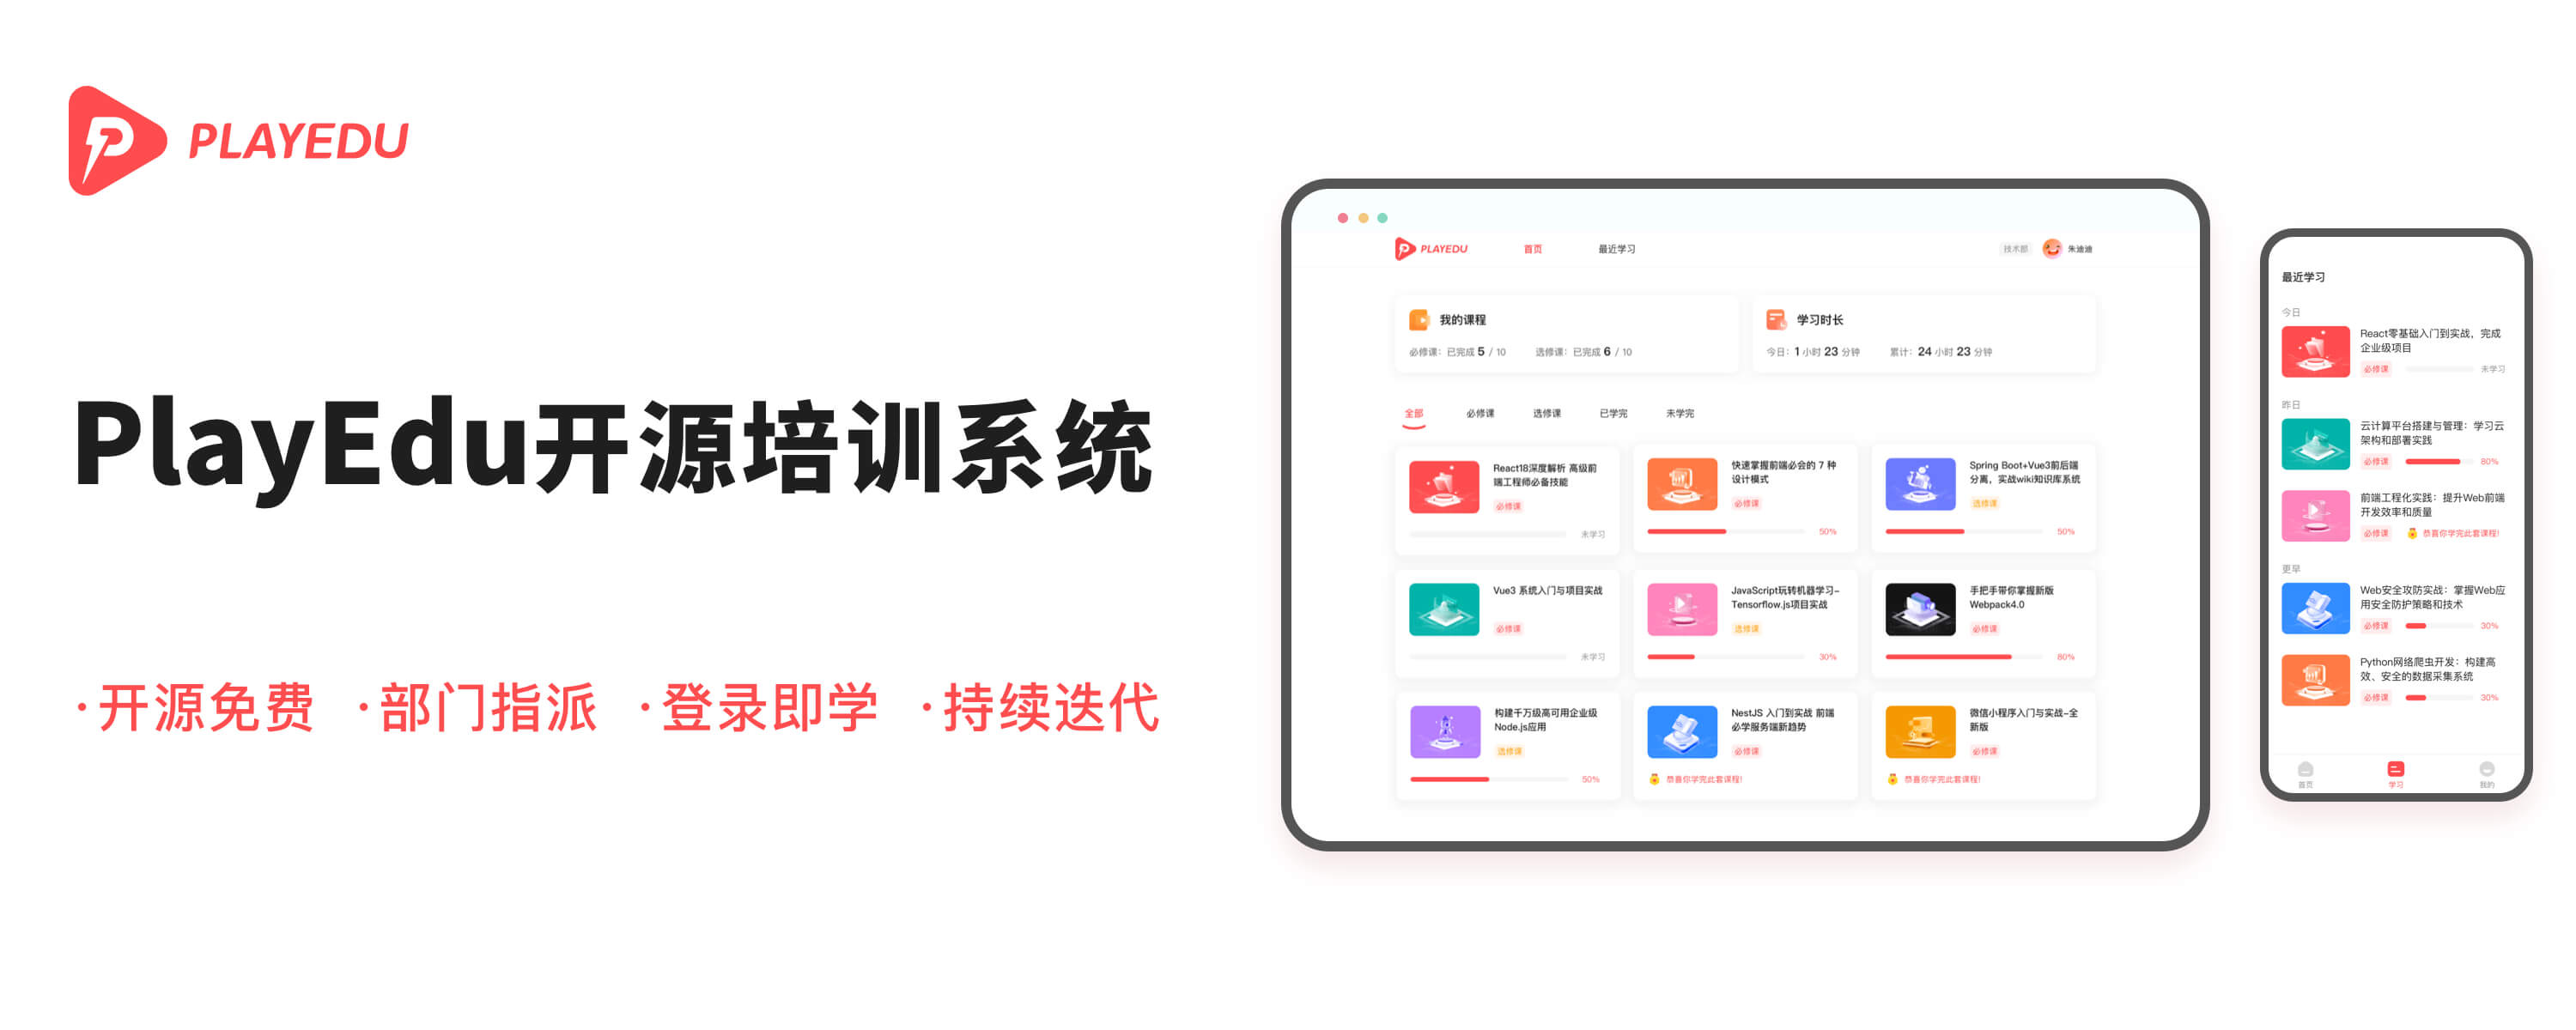 PLAYEDU
PlayEdu开源培训系统
·开源免费 ·部门指派 ·登录即学 ·持续迭代
PLAYEDU 首页 最近学习 技术部 朱迪迪
我的课程
必修课：已完成 5 / 10 选修课：已完成 6 / 10
学习时长
今日：1 小时 23 分钟 累计：24 小时 23 分钟
全部 必修课 选修课 已学完 未学完
React18深度解析 高级前
端工程师必备技能
必修课
未学习
快速掌握前端必会的 7 种
设计模式
必修课
50%
Spring Boot+Vue3前后端
分离，实战wiki知识库系统
选修课
50%
Vue3 系统入门与项目实战
必修课
未学习
JavaScript玩转机器学习-
Tensorflow.js项目实战
选修课
30%
手把手带你掌握新版
Webpack4.0
必修课
80%
构建千万级高可用企业级
Node.js应用
选修课
50%
NestJS 入门到实战 前端
必学服务端新趋势
必修课
恭喜你学完此套课程!
微信小程序入门与实战-全
新版
必修课
恭喜你学完此套课程!
最近学习
今日
React零基础入门到实战，完成
企业级项目
必修课 未学习
昨日
云计算平台搭建与管理：学习云
架构和部署实践
必修课 80%
前端工程化实践：提升Web前端
开发效率和质量
必修课 恭喜你学完此套课程!
更早
Web安全攻防实战：掌握Web应
用安全防护策略和技术
必修课 30%
Python网络爬虫开发：构建高
效、安全的数据采集系统
必修课 30%
首页 学习 我的